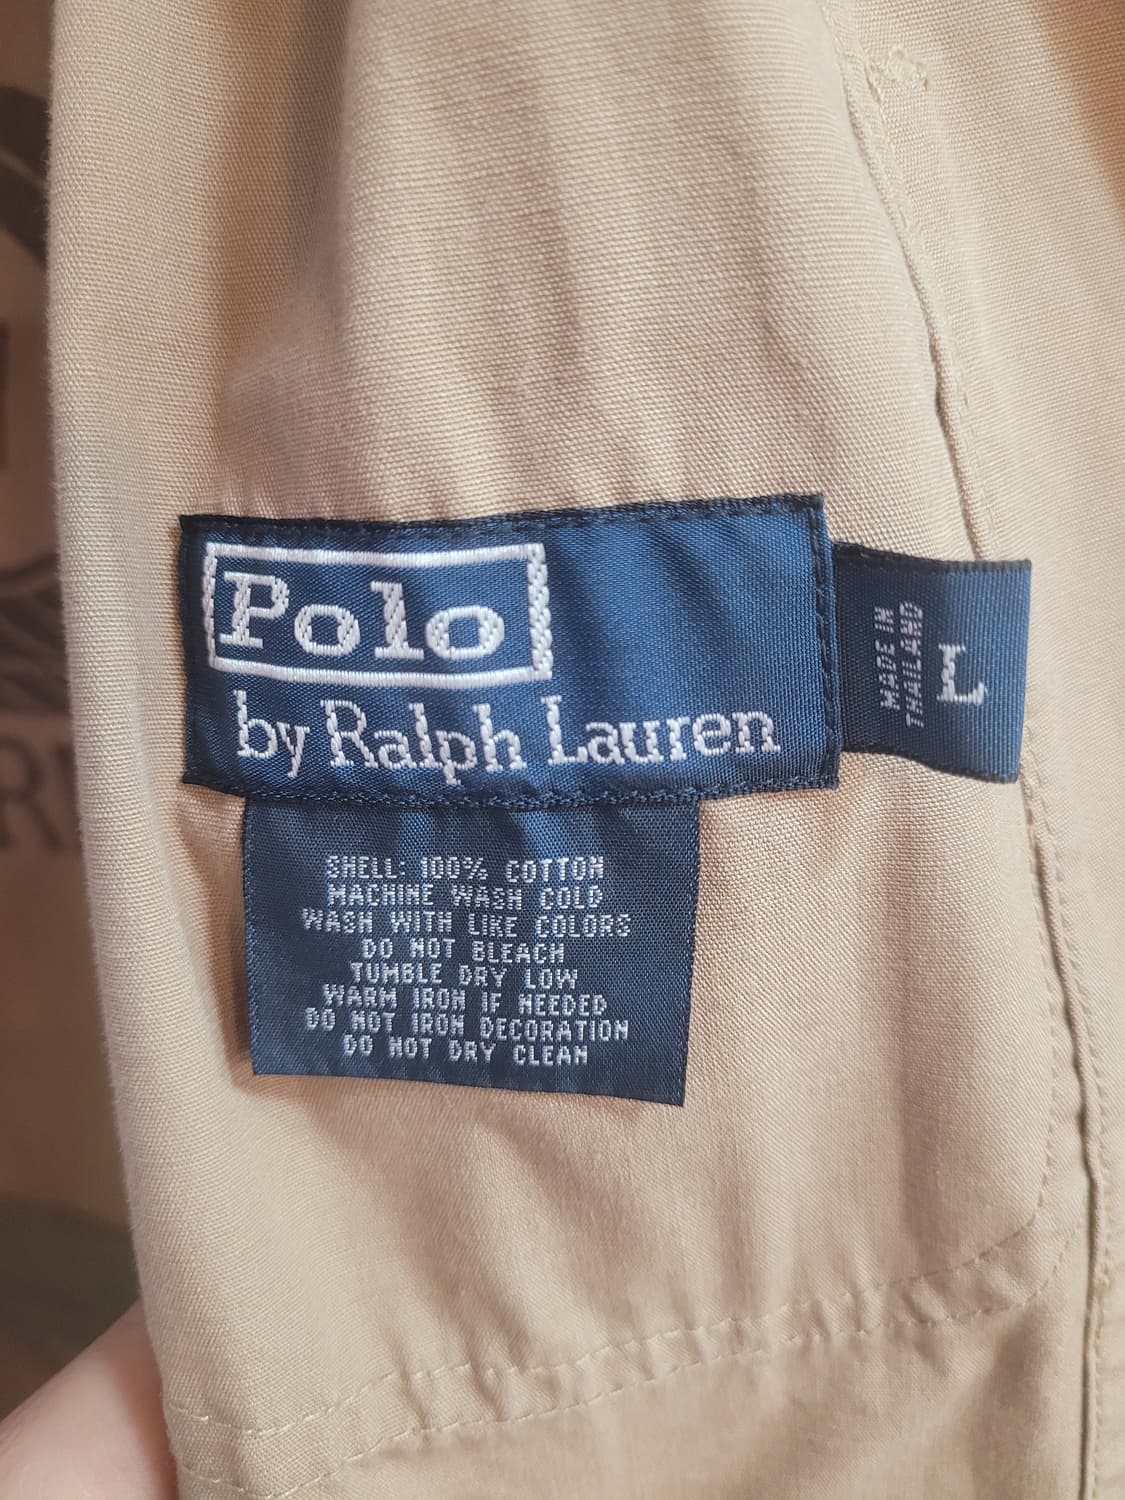 Polo
by Ralph Lauren
MADE IN
THAILAND
L
SHELL: 100% COTTON
MACHINE WASH COLD
WASH WITH LIKE COLORS
DO NOT BLEACH
TUMBLE DRY LOW
WARM IRON IF NEEDED
DO NOT IRON DECORATION
DO NOT DRY CLEAN